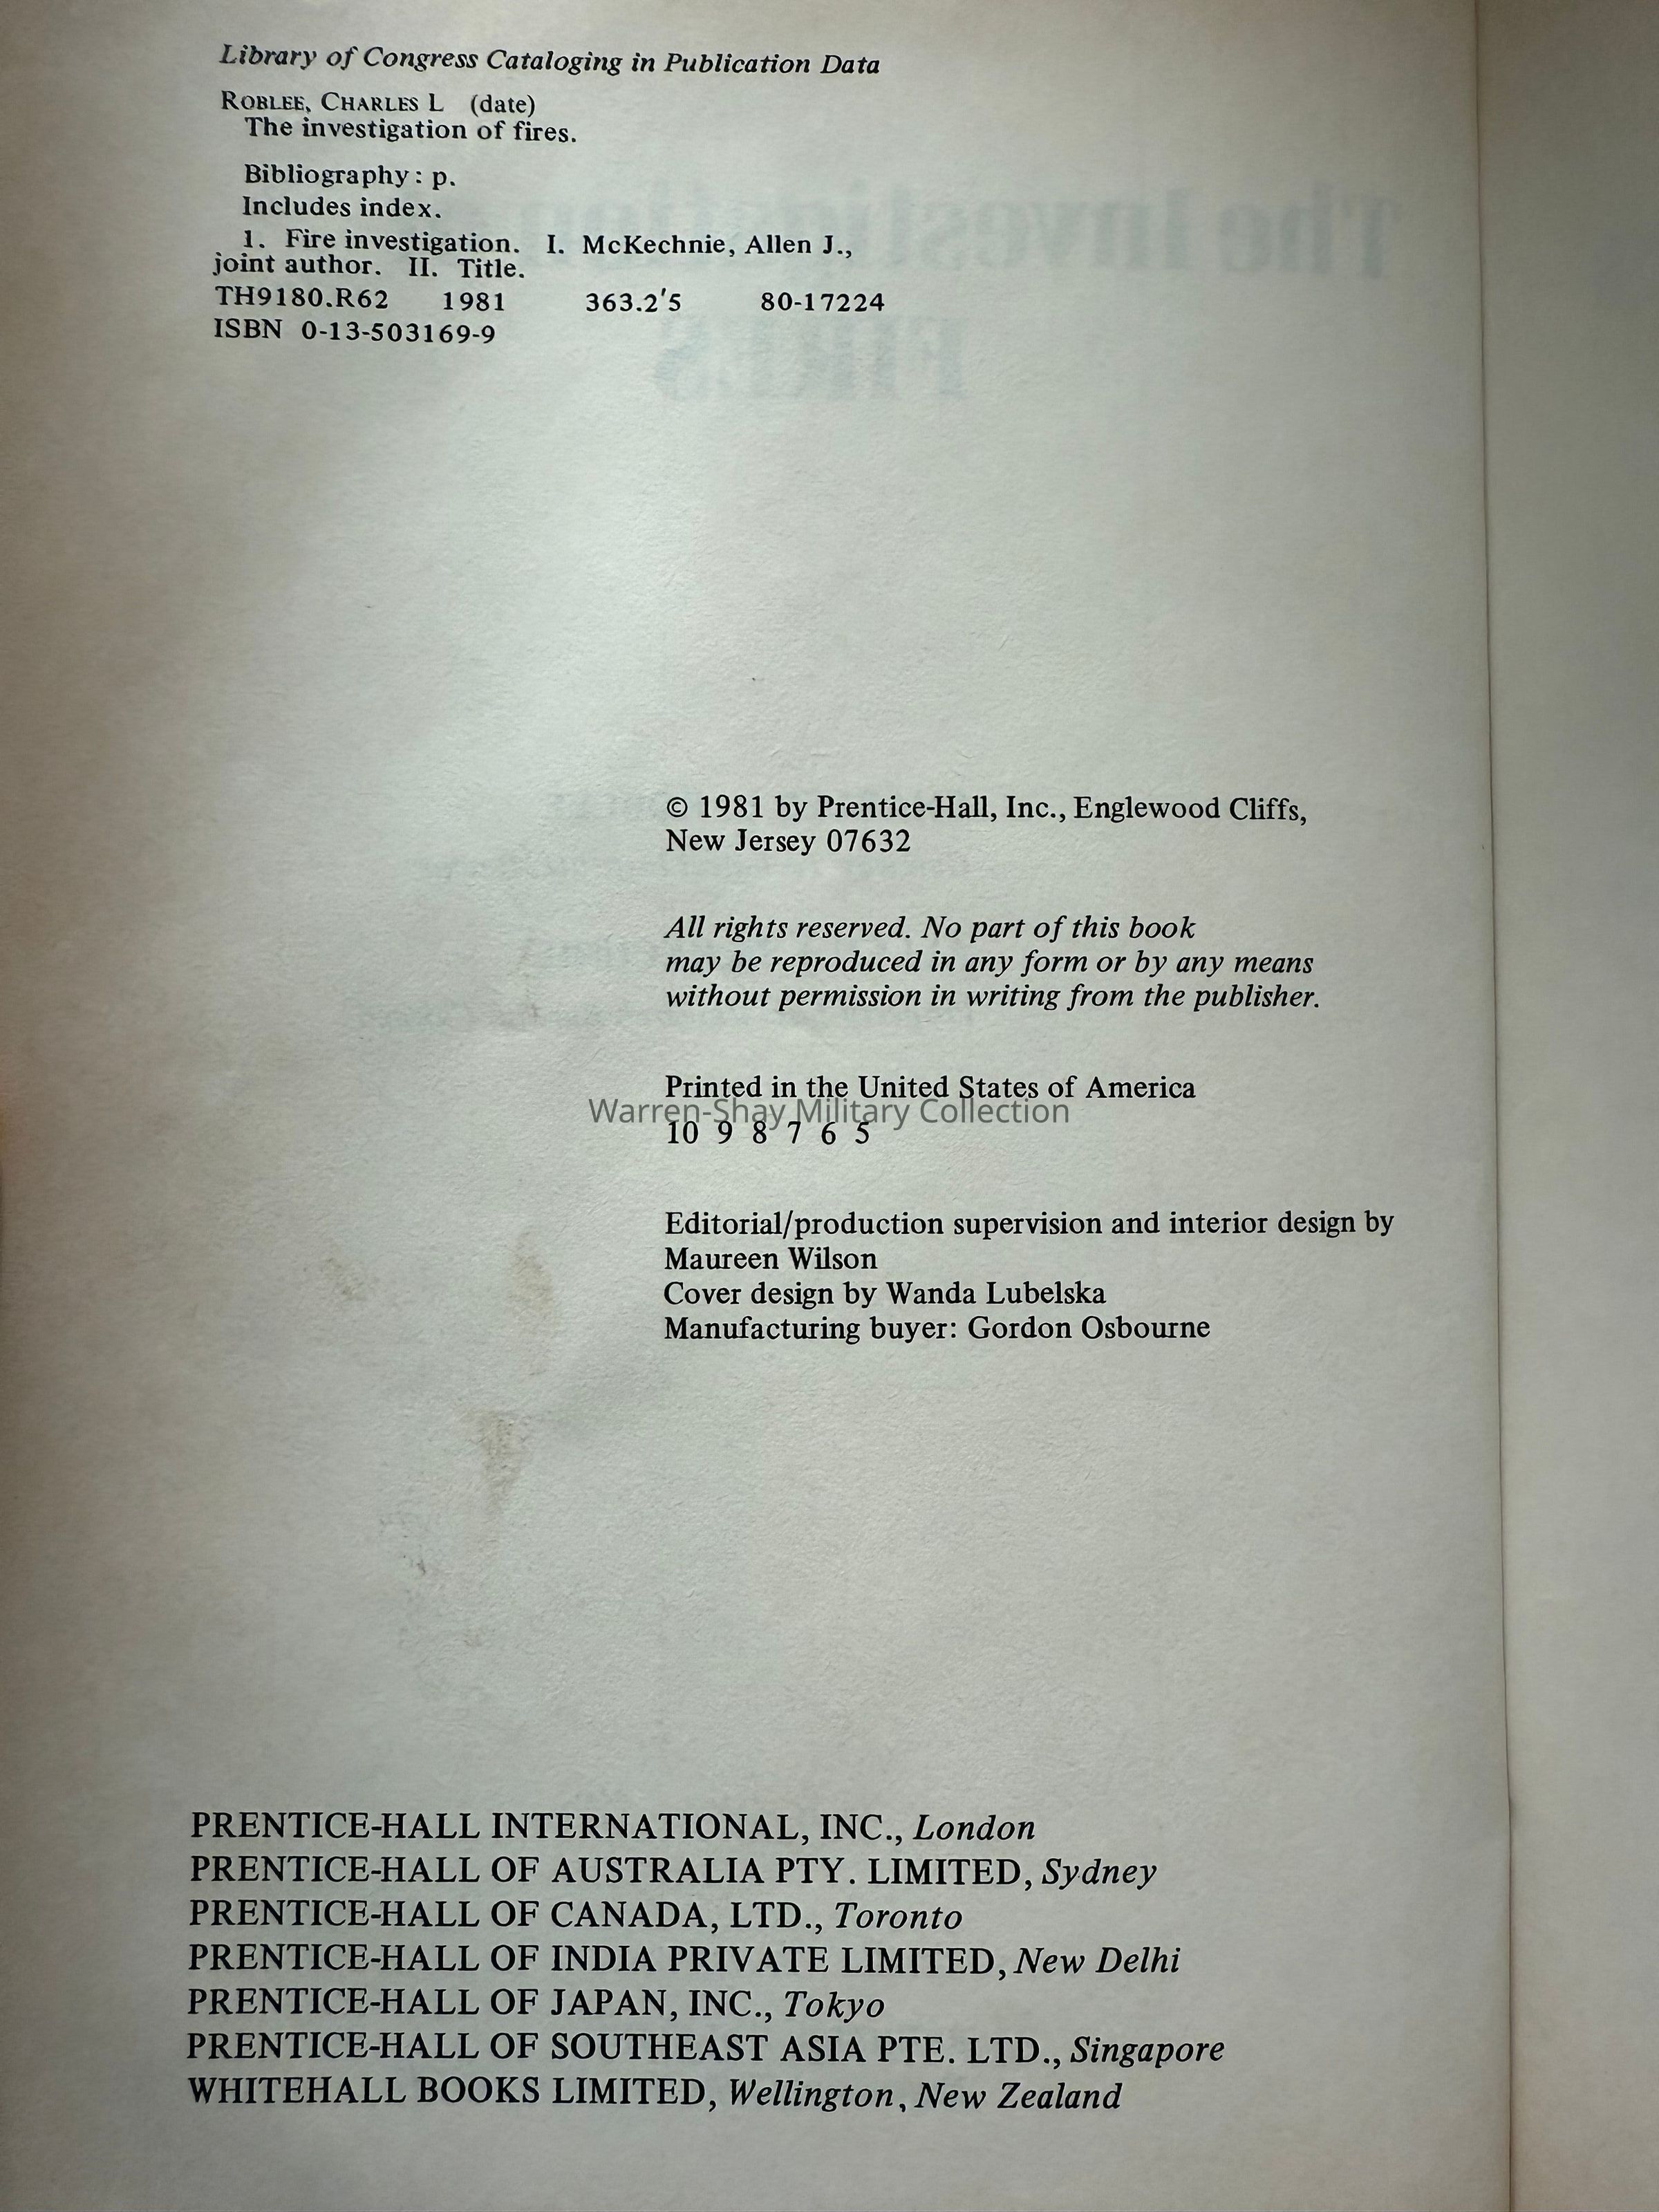 Library of Congress Cataloging in Publication Data
ROBLEE, CHARLES L (date)
The investigation of fires.
Bibliography: p.
Includes index.
1. Fire investigation. I. McKechnie, Allen J.,
joint author. II. Title.
TH9180.R62 1981 363.2'5 80-17224
ISBN 0-13-503169-9
© 1981 by Prentice-Hall, Inc., Englewood Cliffs,
New Jersey 07632
All rights reserved. No part of this book
may be reproduced in any form or by any means
without permission in writing from the publisher.
Printed in the United States of America
Warren-Shay Military Collection
10 9 8 7 6 5
Editorial/production supervision and interior design by
Maureen Wilson
Cover design by Wanda Lubelska
Manufacturing buyer: Gordon Osbourne
PRENTICE-HALL INTERNATIONAL, INC., London
PRENTICE-HALL OF AUSTRALIA PTY. LIMITED, Sydney
PRENTICE-HALL OF CANADA, LTD., Toronto
PRENTICE-HALL OF INDIA PRIVATE LIMITED, New Delhi
PRENTICE-HALL OF JAPAN, INC., Tokyo
PRENTICE-HALL OF SOUTHEAST ASIA PTE. LTD., Singapore
WHITEHALL BOOKS LIMITED, Wellington, New Zealand